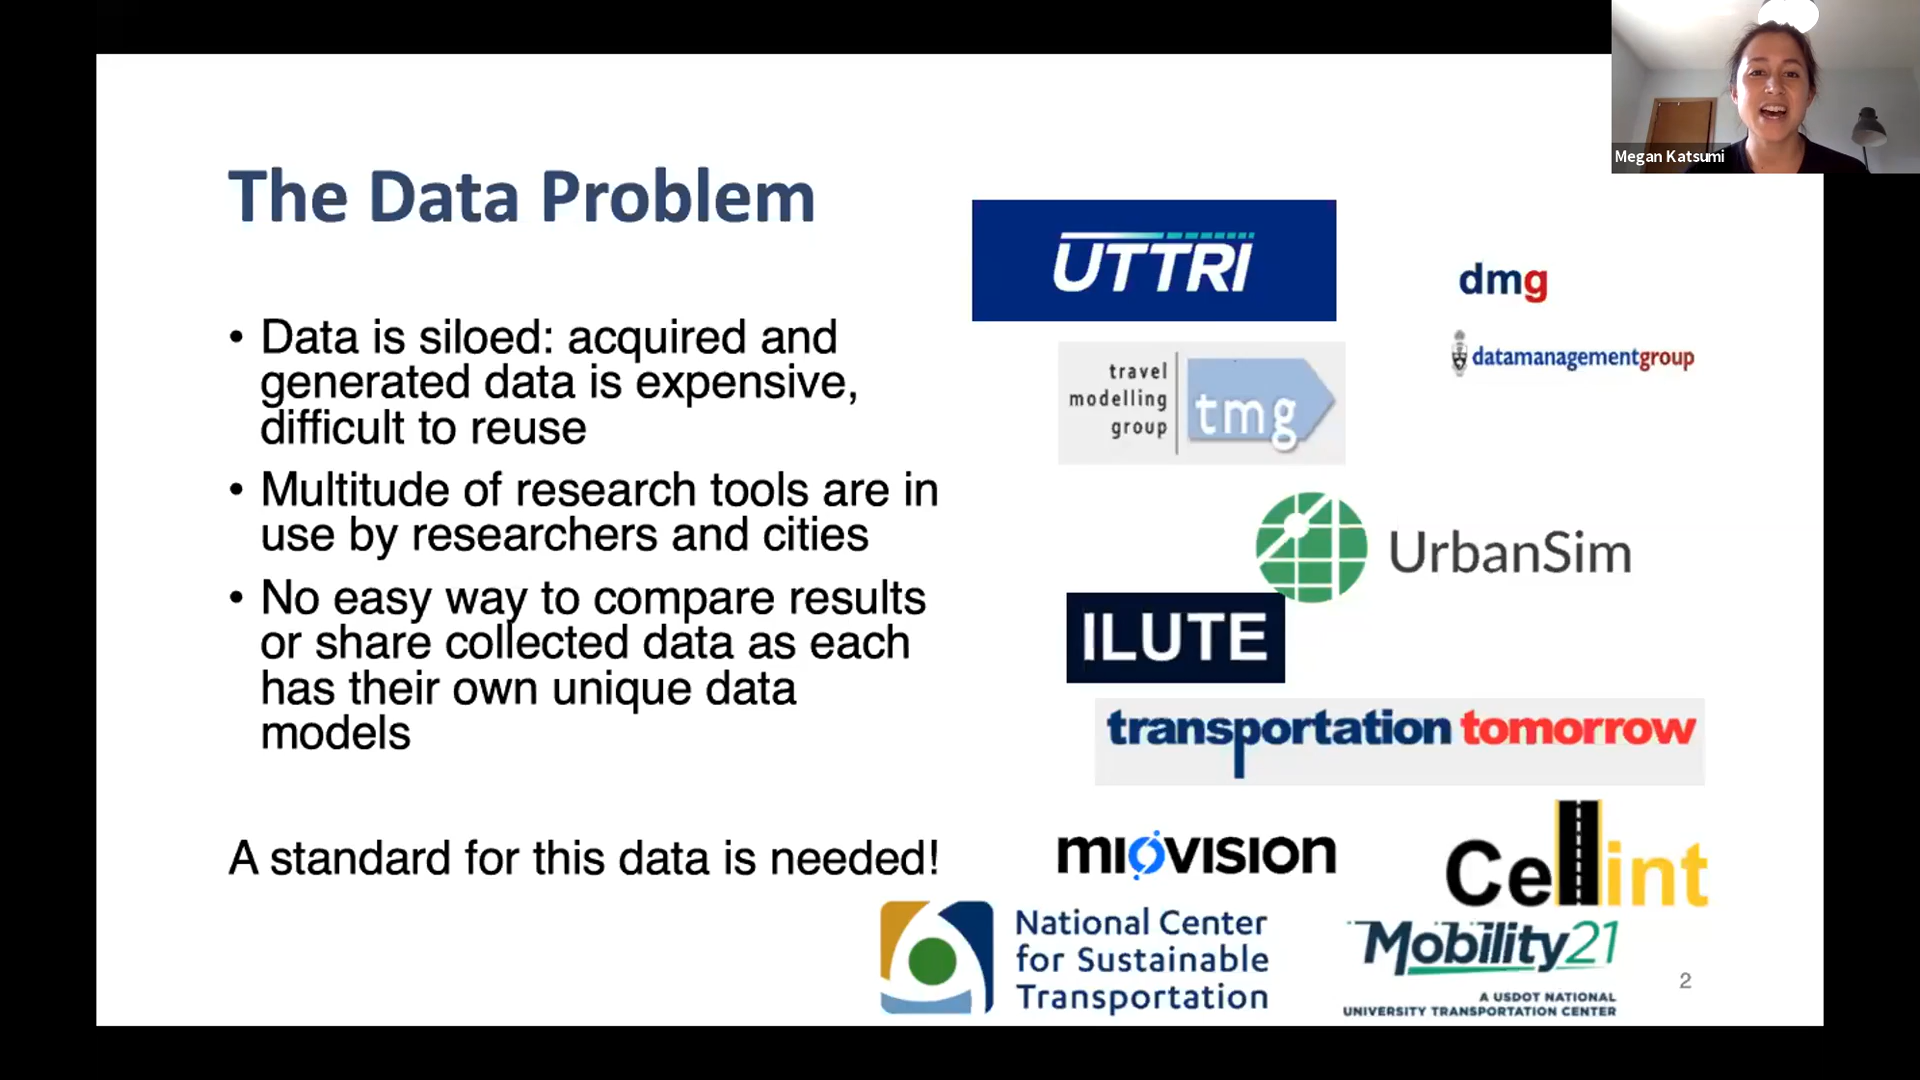 Megan Katsumi
The Data Problem
• Data is siloed: acquired and
generated data is expensive,
difficult to reuse
• Multitude of research tools are in
use by researchers and cities
• No easy way to compare results
or share collected data as each
has their own unique data
models
A standard for this data is needed!
UTTRI
dmg
datamanagementgroup
travel
modelling
group
tmg
UrbanSim
ILUTE
transportation tomorrow
miovision
Cellint
National Center
for Sustainable
Transportation
Mobility21
A USDOT NATIONAL
UNIVERSITY TRANSPORTATION CENTER
2